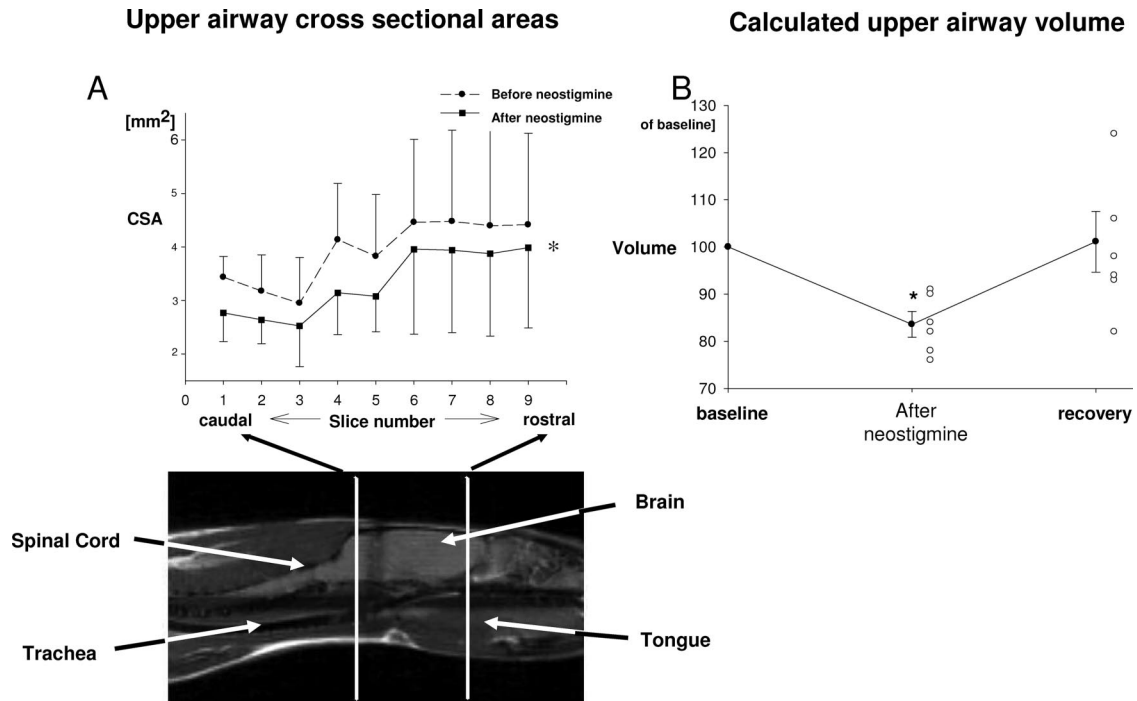 Upper airway cross sectional areas
Calculated upper airway volume
A
Before neostigmine
After neostigmine
[mm2]
6
5
CSA
4
3
2
*
0 1 2 3 4 5 6 7 8 9
caudal Slice number rostral
B
130
of baseline]
120
110
Volume 100
90
80
70
*
baseline
After
neostigmine
recovery
Brain
Spinal Cord
Trachea
Tongue